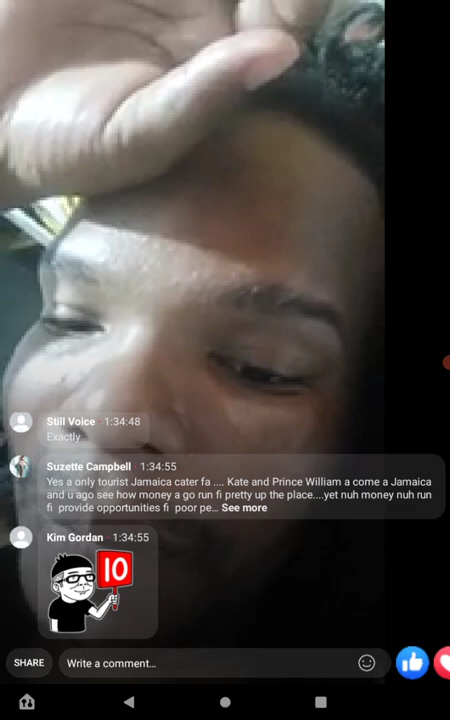 Still Voice · 1:34:48
Exactly
Suzette Campbell · 1:34:55
Yes a only tourist Jamaica cater fa .... Kate and Prince William a come a Jamaica
and u ago see how money a go run fi pretty up the place....yet nuh money nuh run
fi provide opportunities fi poor pe... See more
Kim Gordan · 1:34:55
10
SHARE
Write a comment...